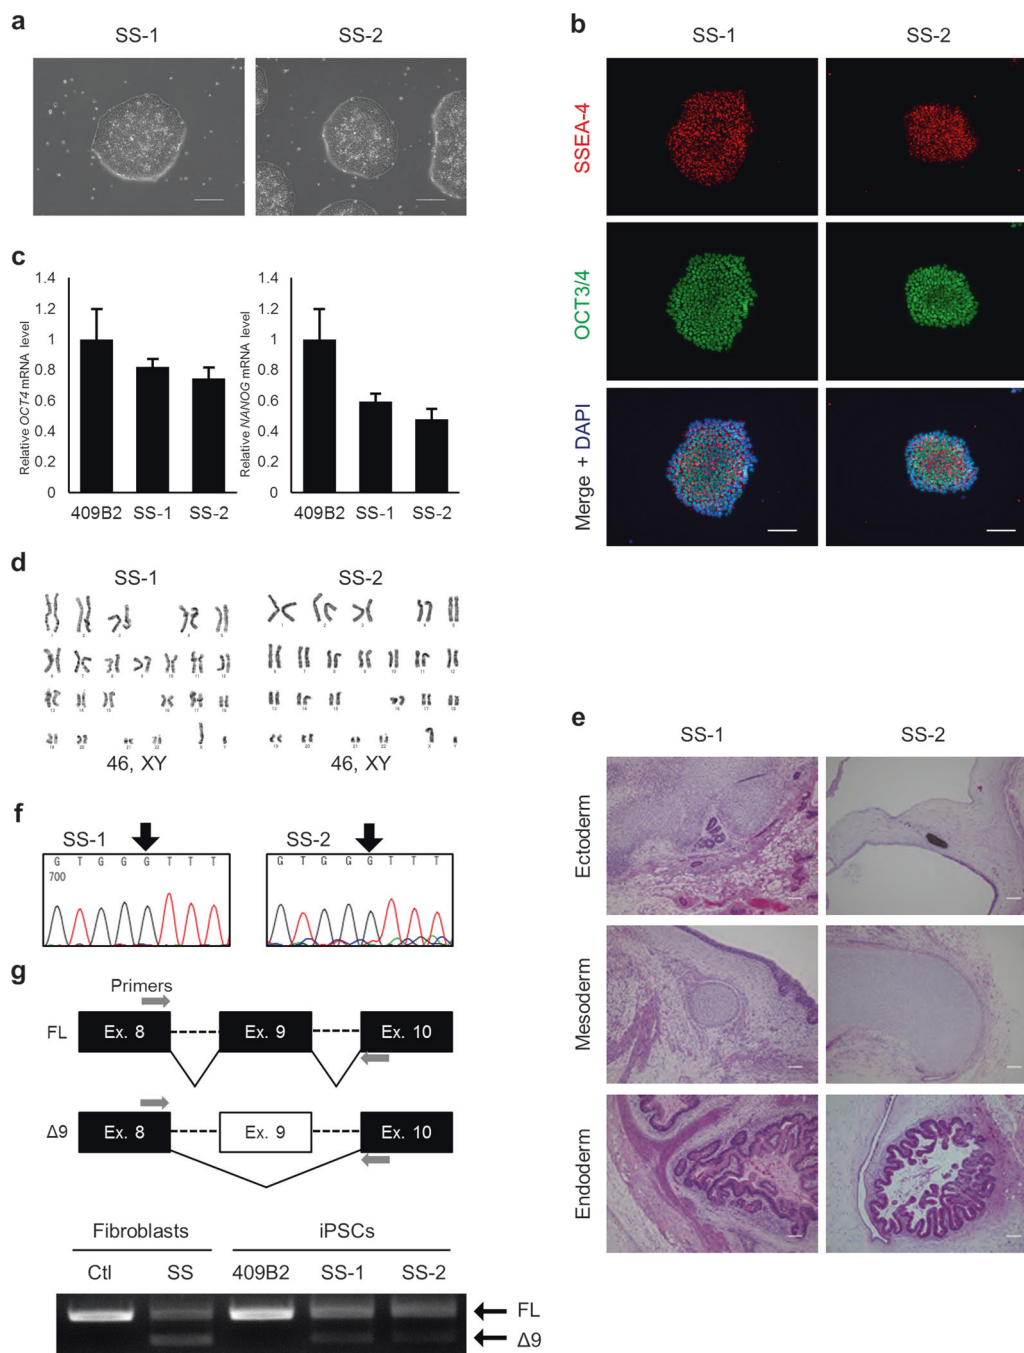 a
SS-1 SS-2
b
SS-1 SS-2
SSEA-4
OCT3/4
Merge + DAPI
c
Relative OCT4 mRNA level
1.4
1.2
1
0.8
0.6
0.4
0.2
0
409B2 SS-1 SS-2
Relative NANOG mRNA level
1.4
1.2
1
0.8
0.6
0.4
0.2
0
409B2 SS-1 SS-2
d
SS-1 SS-2
46, XY 46, XY
e
SS-1 SS-2
Ectoderm
Mesoderm
Endoderm
f
SS-1 SS-2
G T G G G T T T
700
G T G G G T T T
g
Primers
FL Ex. 8 Ex. 9 Ex. 10
Δ9 Ex. 8 Ex. 9 Ex. 10
Fibroblasts iPSCs
Ctl SS 409B2 SS-1 SS-2
FL
Δ9